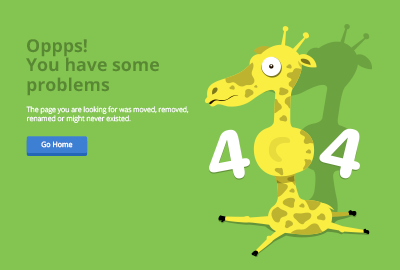 Oppps!
You have some
problems
The page you are looking for was moved, removed,
renamed or might never existed.
Go Home
4 4